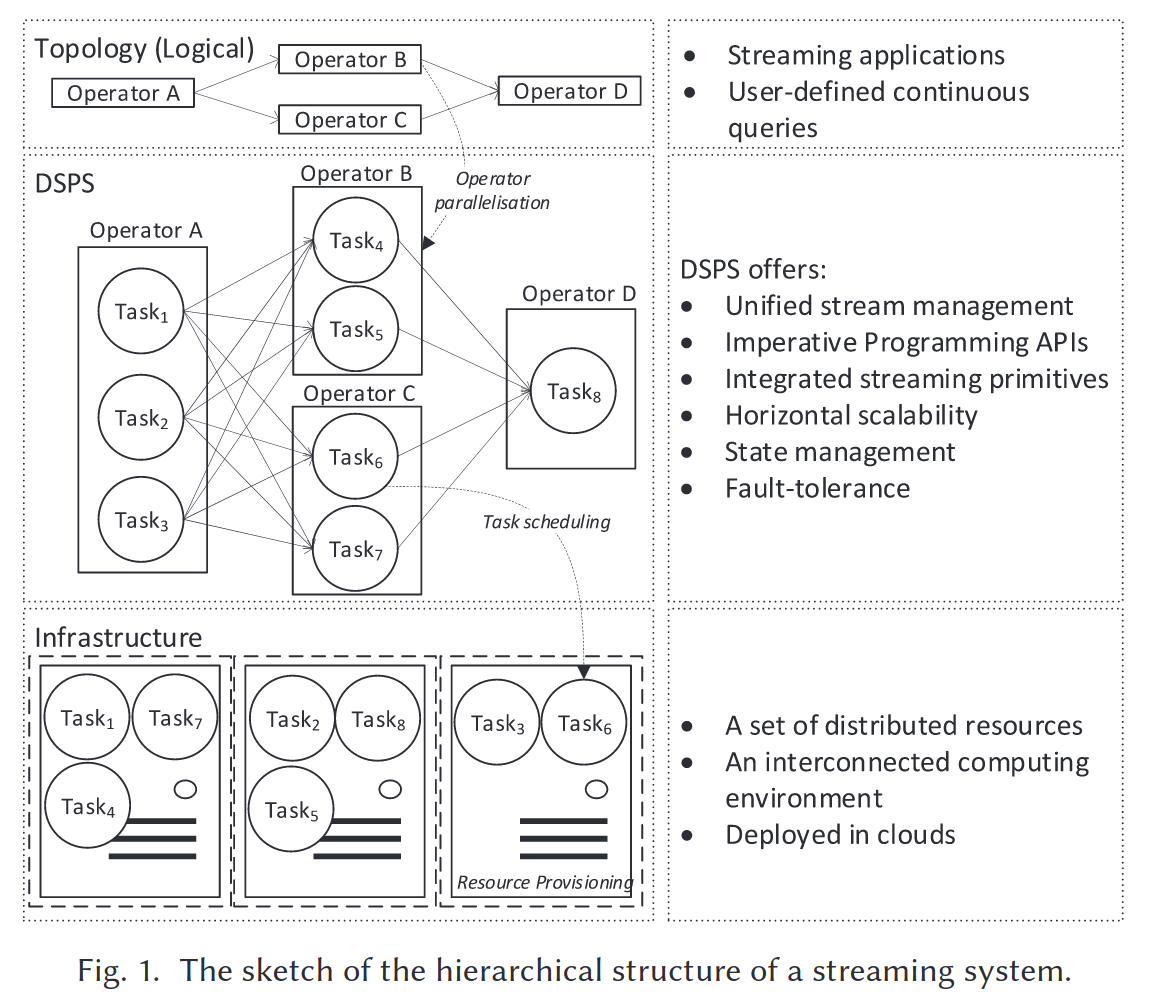 Topology (Logical)
Operator A
Operator B
Operator C
Operator D
• Streaming applications
• User-defined continuous
queries
DSPS
Operator
parallelisation
Operator A
Task₁
Task₂
Task₃
Operator B
Task₄
Task₅
Operator C
Task₆
Task₇
Operator D
Task₈
Task scheduling
DSPS offers:
• Unified stream management
• Imperative Programming APIs
• Integrated streaming primitives
• Horizontal scalability
• State management
• Fault-tolerance
Infrastructure
Task₁
Task₇
Task₄
Task₂
Task₈
Task₅
Task₃
Task₆
Resource Provisioning
• A set of distributed resources
• An interconnected computing
environment
• Deployed in clouds
Fig. 1. The sketch of the hierarchical structure of a streaming system.